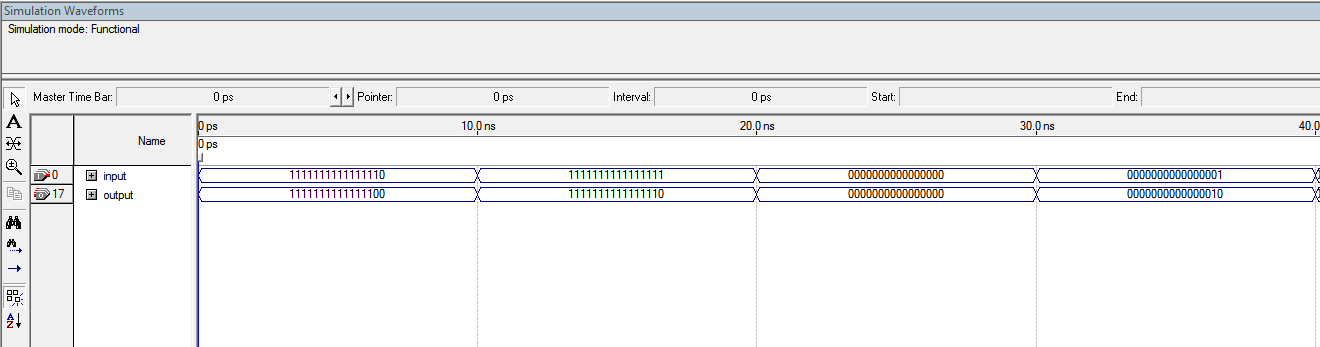 Simulation Waveforms
Simulation mode: Functional
Master Time Bar: 0 ps Pointer: 0 ps Interval: 0 ps Start: End:
Name
0 ps 10.0 ns 20.0 ns 30.0 ns 40.0
0 ps
0 input 1111111111111110 1111111111111111 0000000000000000 0000000000000001
17 output 1111111111111100 1111111111111110 0000000000000000 0000000000000010